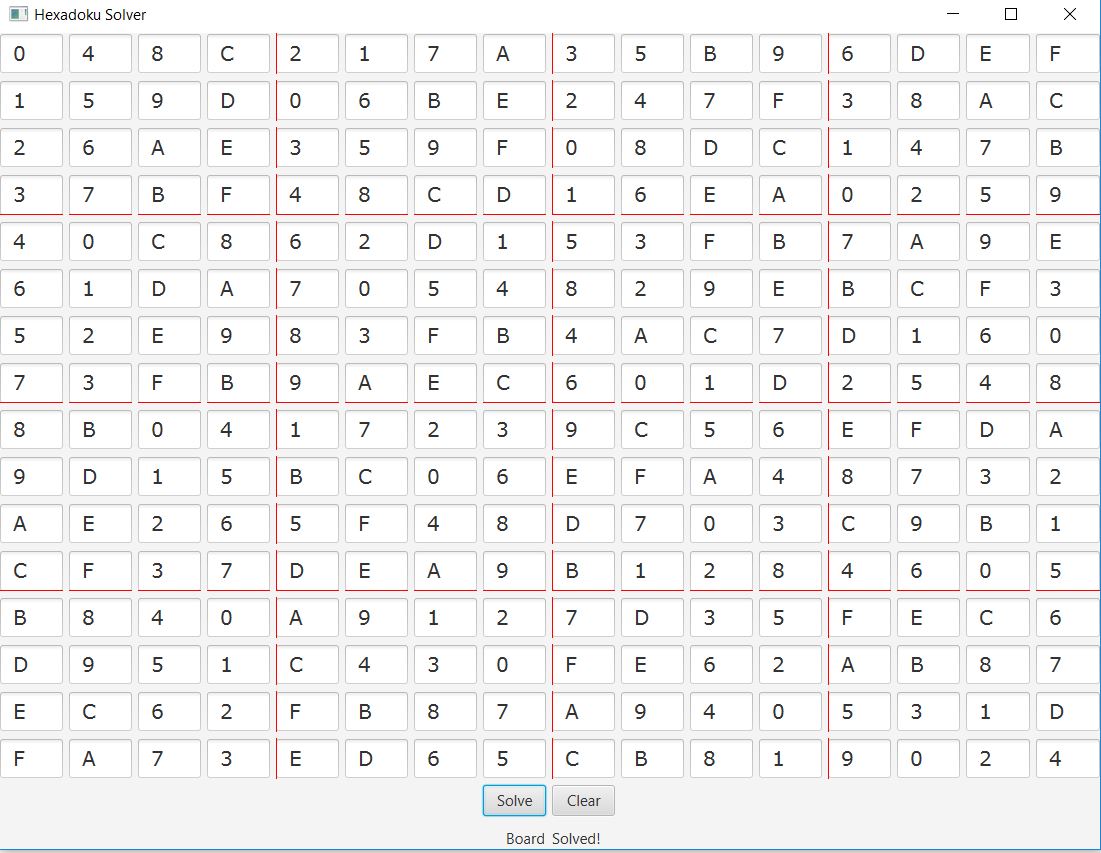 Hexadoku Solver
0 4 8 C 2 1 7 A 3 5 B 9 6 D E F
1 5 9 D 0 6 B E 2 4 7 F 3 8 A C
2 6 A E 3 5 9 F 0 8 D C 1 4 7 B
3 7 B F 4 8 C D 1 6 E A 0 2 5 9
4 0 C 8 6 2 D 1 5 3 F B 7 A 9 E
6 1 D A 7 0 5 4 8 2 9 E B C F 3
5 2 E 9 8 3 F B 4 A C 7 D 1 6 0
7 3 F B 9 A E C 6 0 1 D 2 5 4 8
8 B 0 4 1 7 2 3 9 C 5 6 E F D A
9 D 1 5 B C 0 6 E F A 4 8 7 3 2
A E 2 6 5 F 4 8 D 7 0 3 C 9 B 1
C F 3 7 D E A 9 B 1 2 8 4 6 0 5
B 8 4 0 A 9 1 2 7 D 3 5 F E C 6
D 9 5 1 C 4 3 0 F E 6 2 A B 8 7
E C 6 2 F B 8 7 A 9 4 0 5 3 1 D
F A 7 3 E D 6 5 C B 8 1 9 0 2 4
Solve Clear
Board Solved!